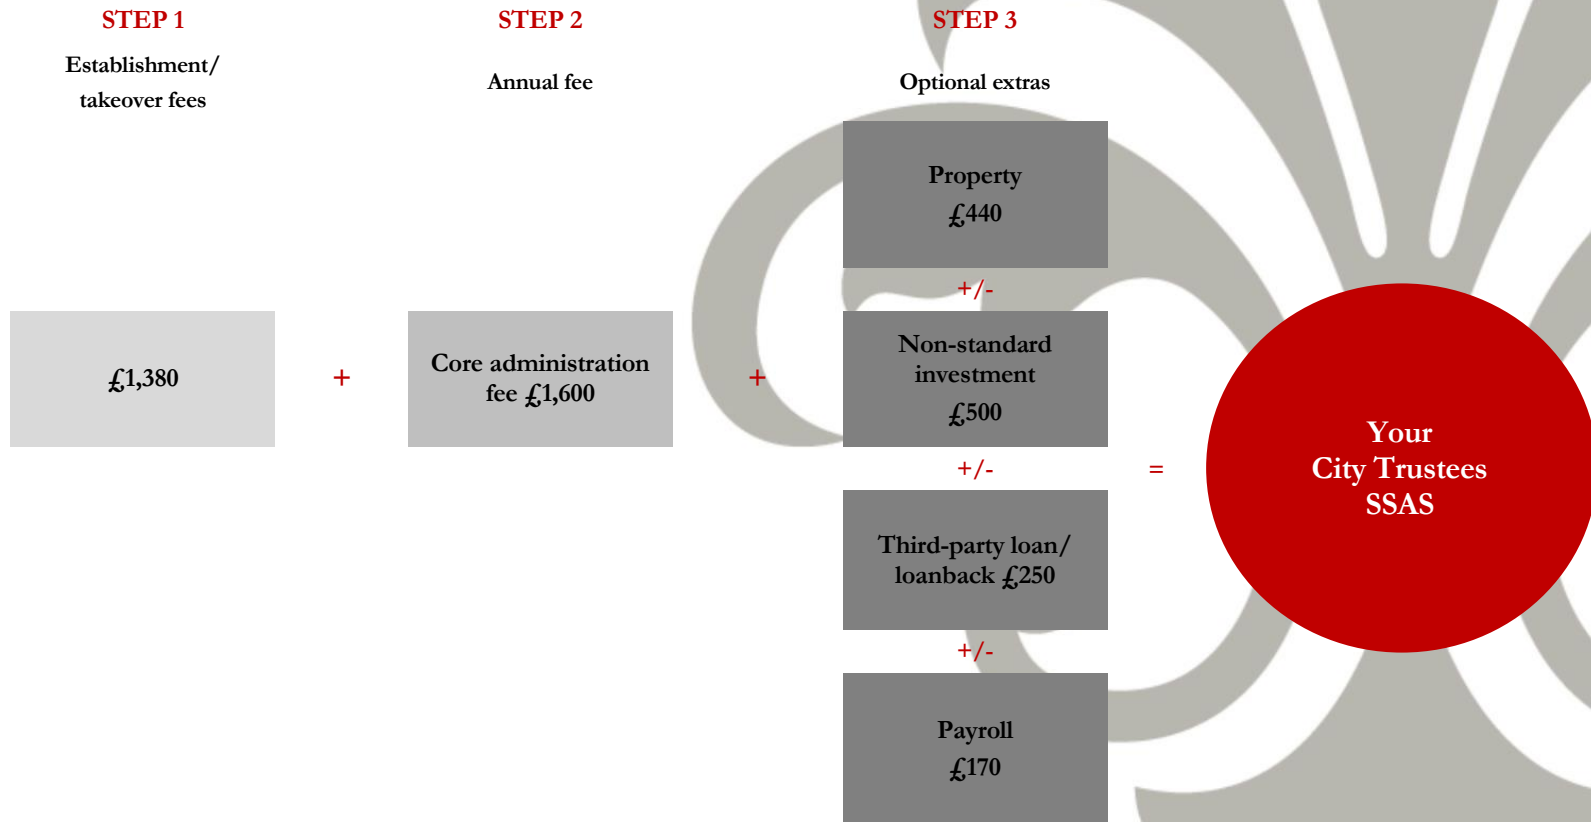 STEP 1
Establishment/
takeover fees
£1,380
+
STEP 2
Annual fee
Core administration
fee £1,600
+
STEP 3
Optional extras
Property
£440
+/-
Non-standard
investment
£500
+/-
Third-party loan/
loanback £250
+/-
Payroll
£170
=
Your
City Trustees
SSAS